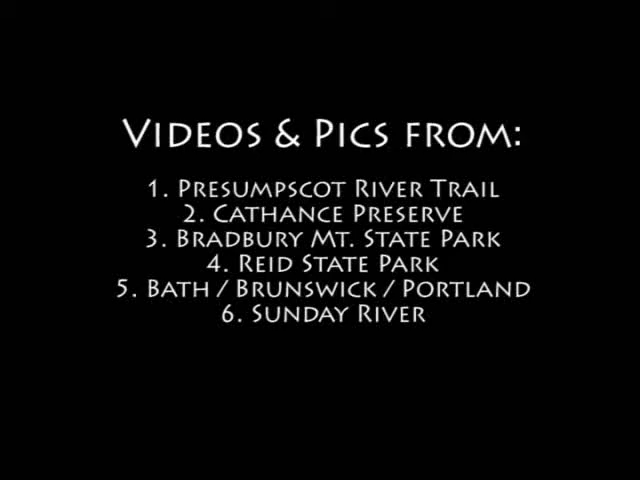 VIDEOS & PICS FROM:
1. PRESUMPSCOT RIVER TRAIL
2. CATHANCE PRESERVE
3. BRADBURY MT. STATE PARK
4. REID STATE PARK
5. BATH / BRUNSWICK / PORTLAND
6. SUNDAY RIVER